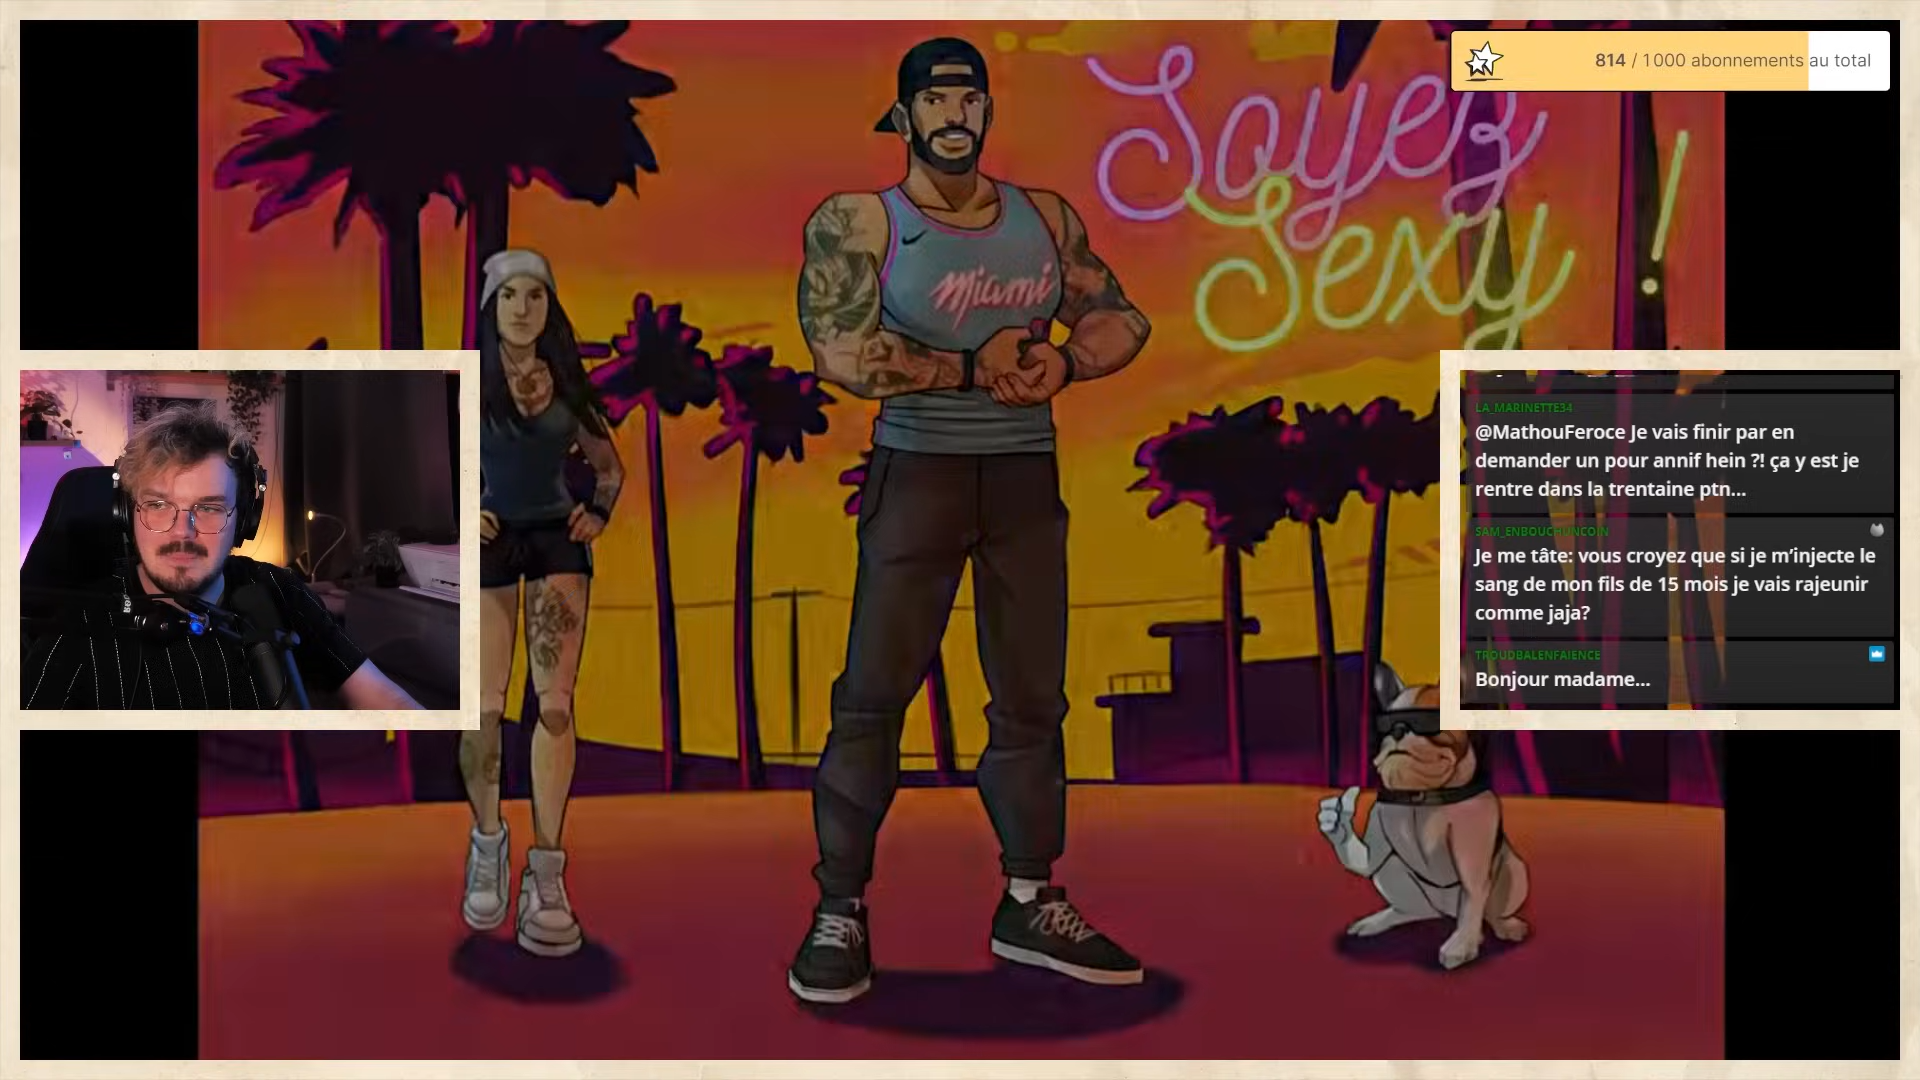 814 / 1000 abonnements au total
Soyez
Sexy !
Miami
LA_MARINETTE34
@MathouFeroce Je vais finir par en
demander un pour annif hein ?! ça y est je
rentre dans la trentaine ptn...
SAM_ENBOUCHUNCOIN
Je me tâte: vous croyez que si je m’injecte le
sang de mon fils de 15 mois je vais rajeunir
comme jaja?
TROUDBALENFAIENCE
Bonjour madame...